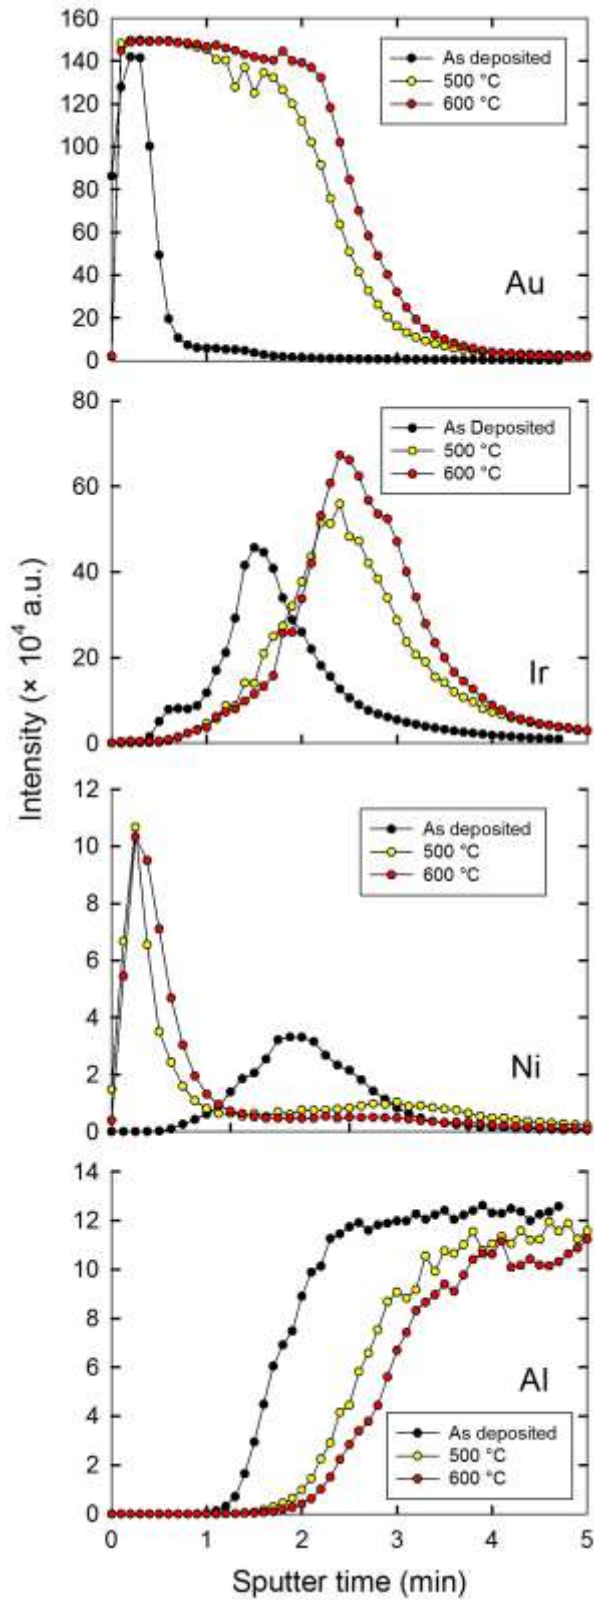 160
140
120
100
80
60
40
20
0
As deposited
500 °C
600 °C
Au
80
60
40
20
0
As Deposited
500 °C
600 °C
Ir
Intensity (× 10⁴ a.u.)
12
10
8
6
4
2
0
As deposited
500 °C
600 °C
Ni
14
12
10
8
6
4
2
0
Al
As deposited
500 °C
600 °C
0 1 2 3 4 5
Sputter time (min)